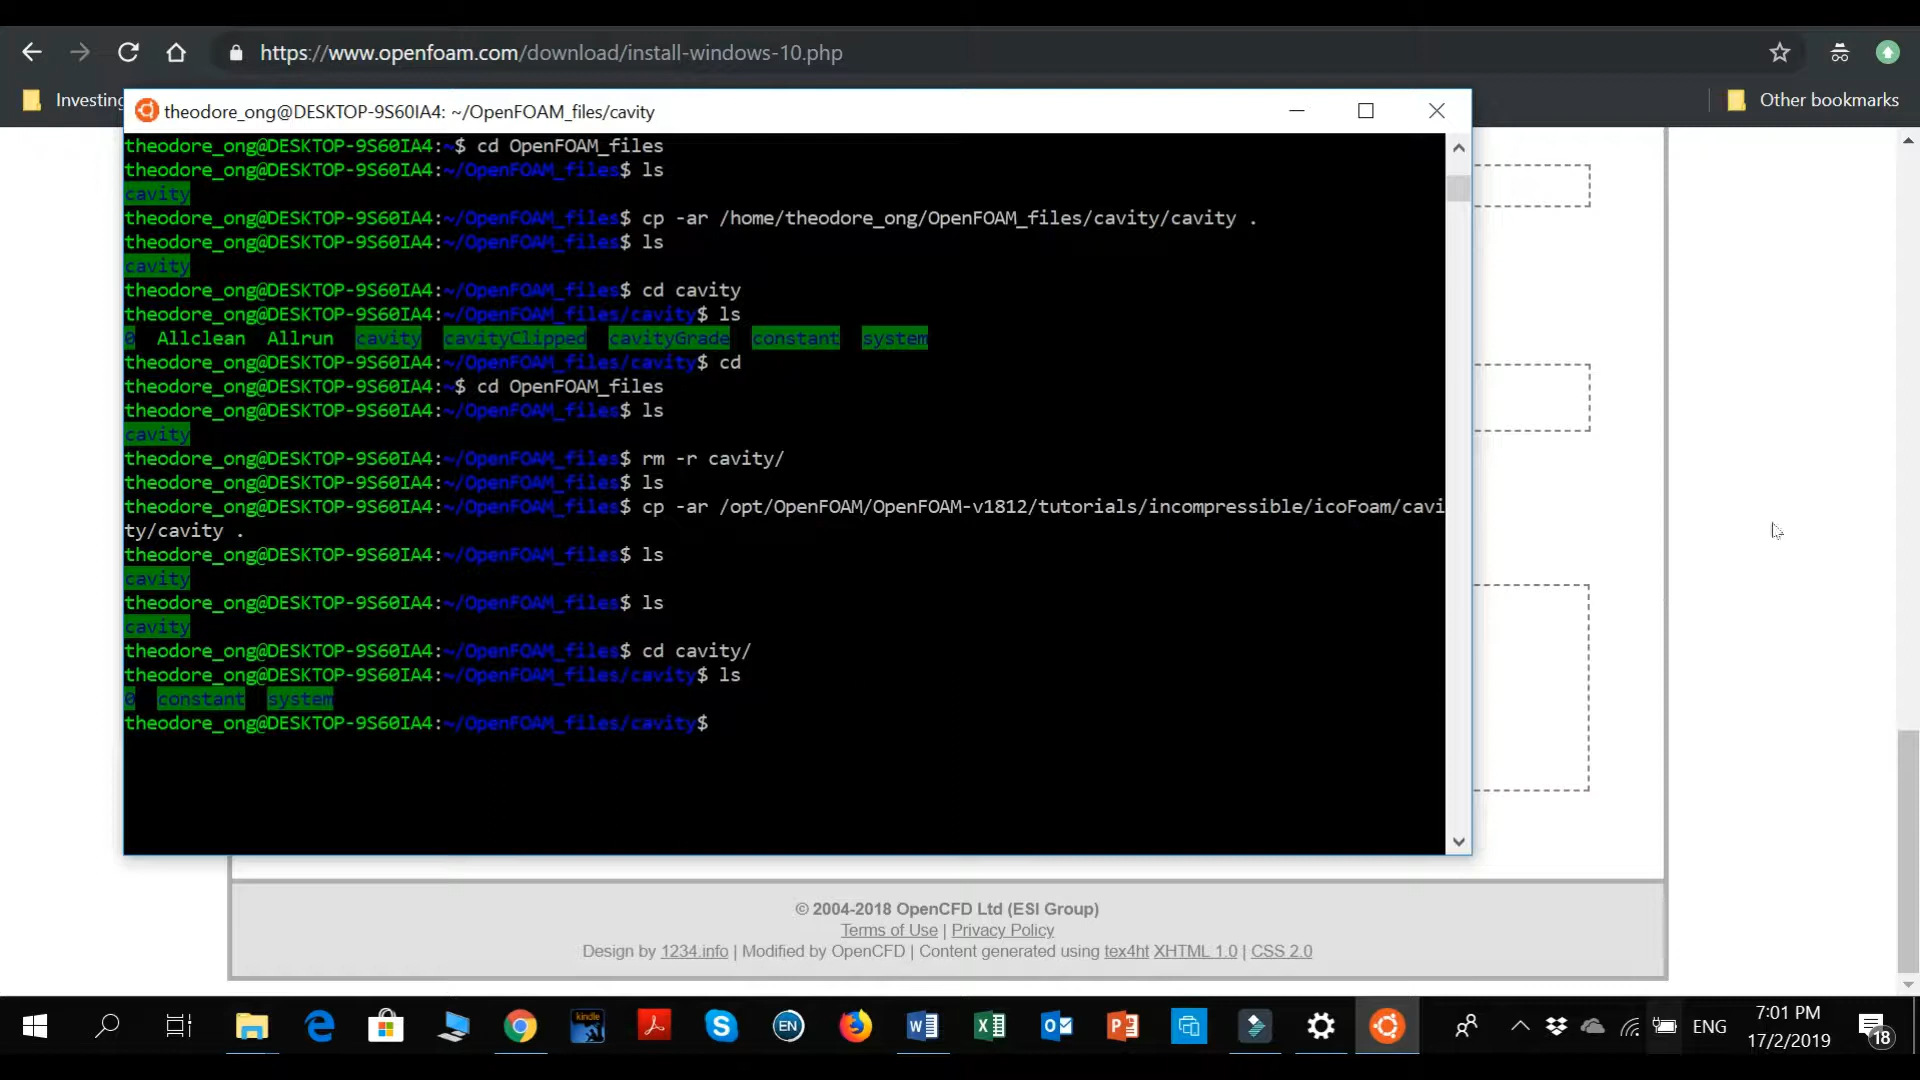 https://www.openfoam.com/download/install-windows-10.php
Investing
Other bookmarks
theodore_ong@DESKTOP-9S60IA4: ~/OpenFOAM_files/cavity
theodore_ong@DESKTOP-9S60IA4:~$ cd OpenFOAM_files
theodore_ong@DESKTOP-9S60IA4:~/OpenFOAM_files$ ls
cavity
theodore_ong@DESKTOP-9S60IA4:~/OpenFOAM_files$ cp -ar /home/theodore_ong/OpenFOAM_files/cavity/cavity .
theodore_ong@DESKTOP-9S60IA4:~/OpenFOAM_files$ ls
cavity
theodore_ong@DESKTOP-9S60IA4:~/OpenFOAM_files$ cd cavity
theodore_ong@DESKTOP-9S60IA4:~/OpenFOAM_files/cavity$ ls
0 Allclean Allrun cavity cavityClipped cavityGrade constant system
theodore_ong@DESKTOP-9S60IA4:~/OpenFOAM_files/cavity$ cd
theodore_ong@DESKTOP-9S60IA4:~$ cd OpenFOAM_files
theodore_ong@DESKTOP-9S60IA4:~/OpenFOAM_files$ ls
cavity
theodore_ong@DESKTOP-9S60IA4:~/OpenFOAM_files$ rm -r cavity/
theodore_ong@DESKTOP-9S60IA4:~/OpenFOAM_files$ ls
theodore_ong@DESKTOP-9S60IA4:~/OpenFOAM_files$ cp -ar /opt/OpenFOAM/OpenFOAM-v1812/tutorials/incompressible/icoFoam/cavi
ty/cavity .
theodore_ong@DESKTOP-9S60IA4:~/OpenFOAM_files$ ls
cavity
theodore_ong@DESKTOP-9S60IA4:~/OpenFOAM_files$ ls
cavity
theodore_ong@DESKTOP-9S60IA4:~/OpenFOAM_files$ cd cavity/
theodore_ong@DESKTOP-9S60IA4:~/OpenFOAM_files/cavity$ ls
0 constant system
theodore_ong@DESKTOP-9S60IA4:~/OpenFOAM_files/cavity$
© 2004-2018 OpenCFD Ltd (ESI Group)
Terms of Use | Privacy Policy
Design by 1234.info | Modified by OpenCFD | Content generated using tex4ht XHTML 1.0 | CSS 2.0
kindle
EN
ENG
7:01 PM
17/2/2019
18